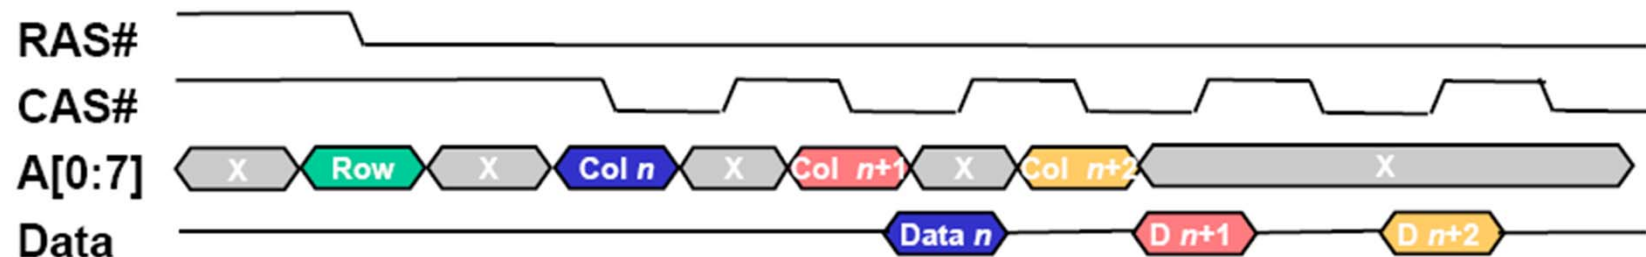 RAS#
CAS#
A[0:7] X Row X Col n X Col n+1 X Col n+2 X
Data Data n D n+1 D n+2